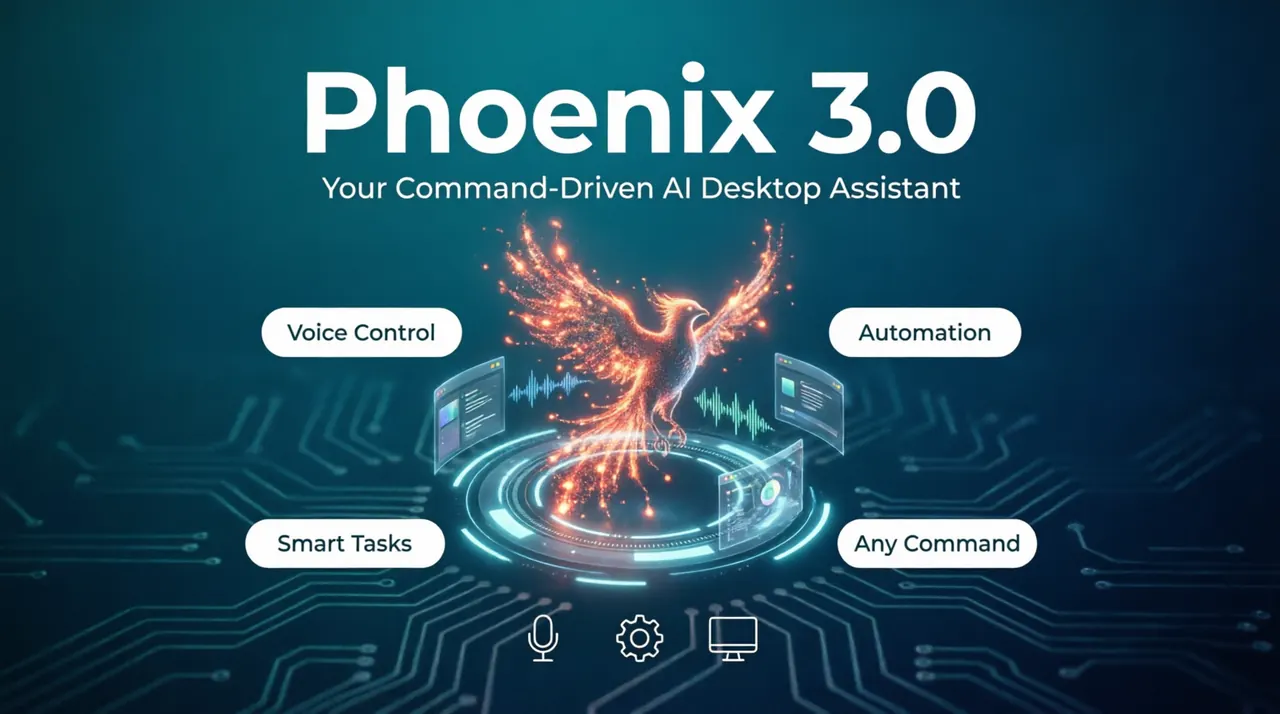 Phoenix 3.0
Your Command-Driven AI Desktop Assistant
Voice Control
Automation
Smart Tasks
Any Command